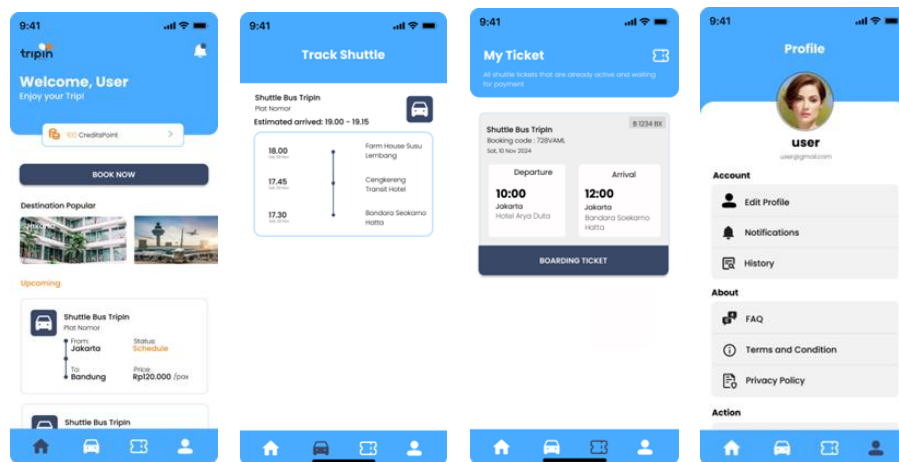 9:41
tripin
Welcome, User
Enjoy your Trip!
100 CreditsPoint
BOOK NOW
Destination Popular
Upcoming
Shuttle Bus TripIn
Plat Nomor
From:
Jakarta
Status:
Schedule
To:
Bandung
Price:
Rp120.000 /pax
Shuttle Bus TripIn
9:41
Track Shuttle
Shuttle Bus TripIn
Plat Nomor
Estimated arrived: 19.00 - 19.15
18.00
Farm House Susu
Lembang
17.45
Cengkereng
Transit Hotel
17.30
Bandara Seokarno
Hatta
9:41
My Ticket
All shuttle tickets that are already active and waiting
for payment
B 1234 BX
Shuttle Bus TripIn
Booking code : 728VAML
Sat, 10 Nov 2024
Departure
10:00
Jakarta
Hotel Arya Duta
Arrival
12:00
Jakarta
Bandara Soekarno
Hatta
BOARDING TICKET
9:41
Profile
user
user@gmail.com
Account
Edit Profile
Notifications
History
About
FAQ
Terms and Condition
Privacy Policy
Action